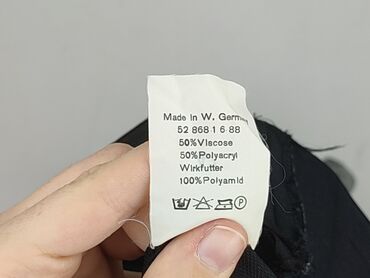 Made in W. Germany
52 868 1 6 88
50% Viscose
50% Polyacryl
Wirkfutter
100% Polyamid
P